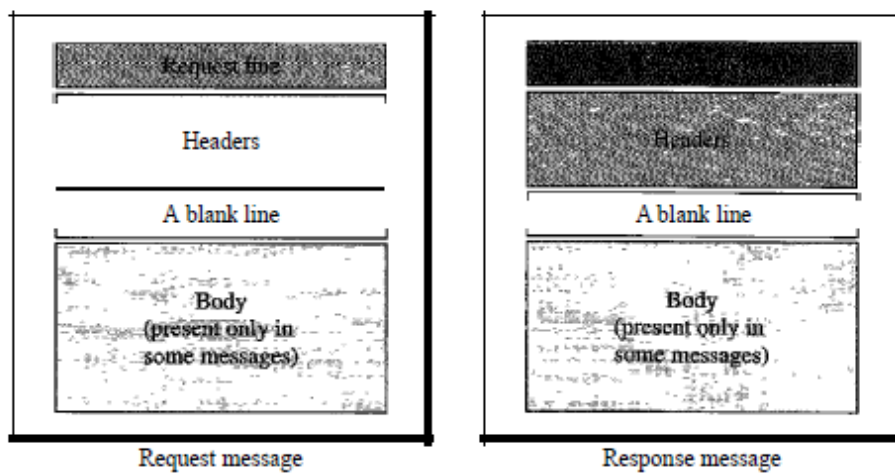 Request line
Headers
A blank line
Body
(present only in
some messages)
Request message
Headers
A blank line
Body
(present only in
some messages)
Response message